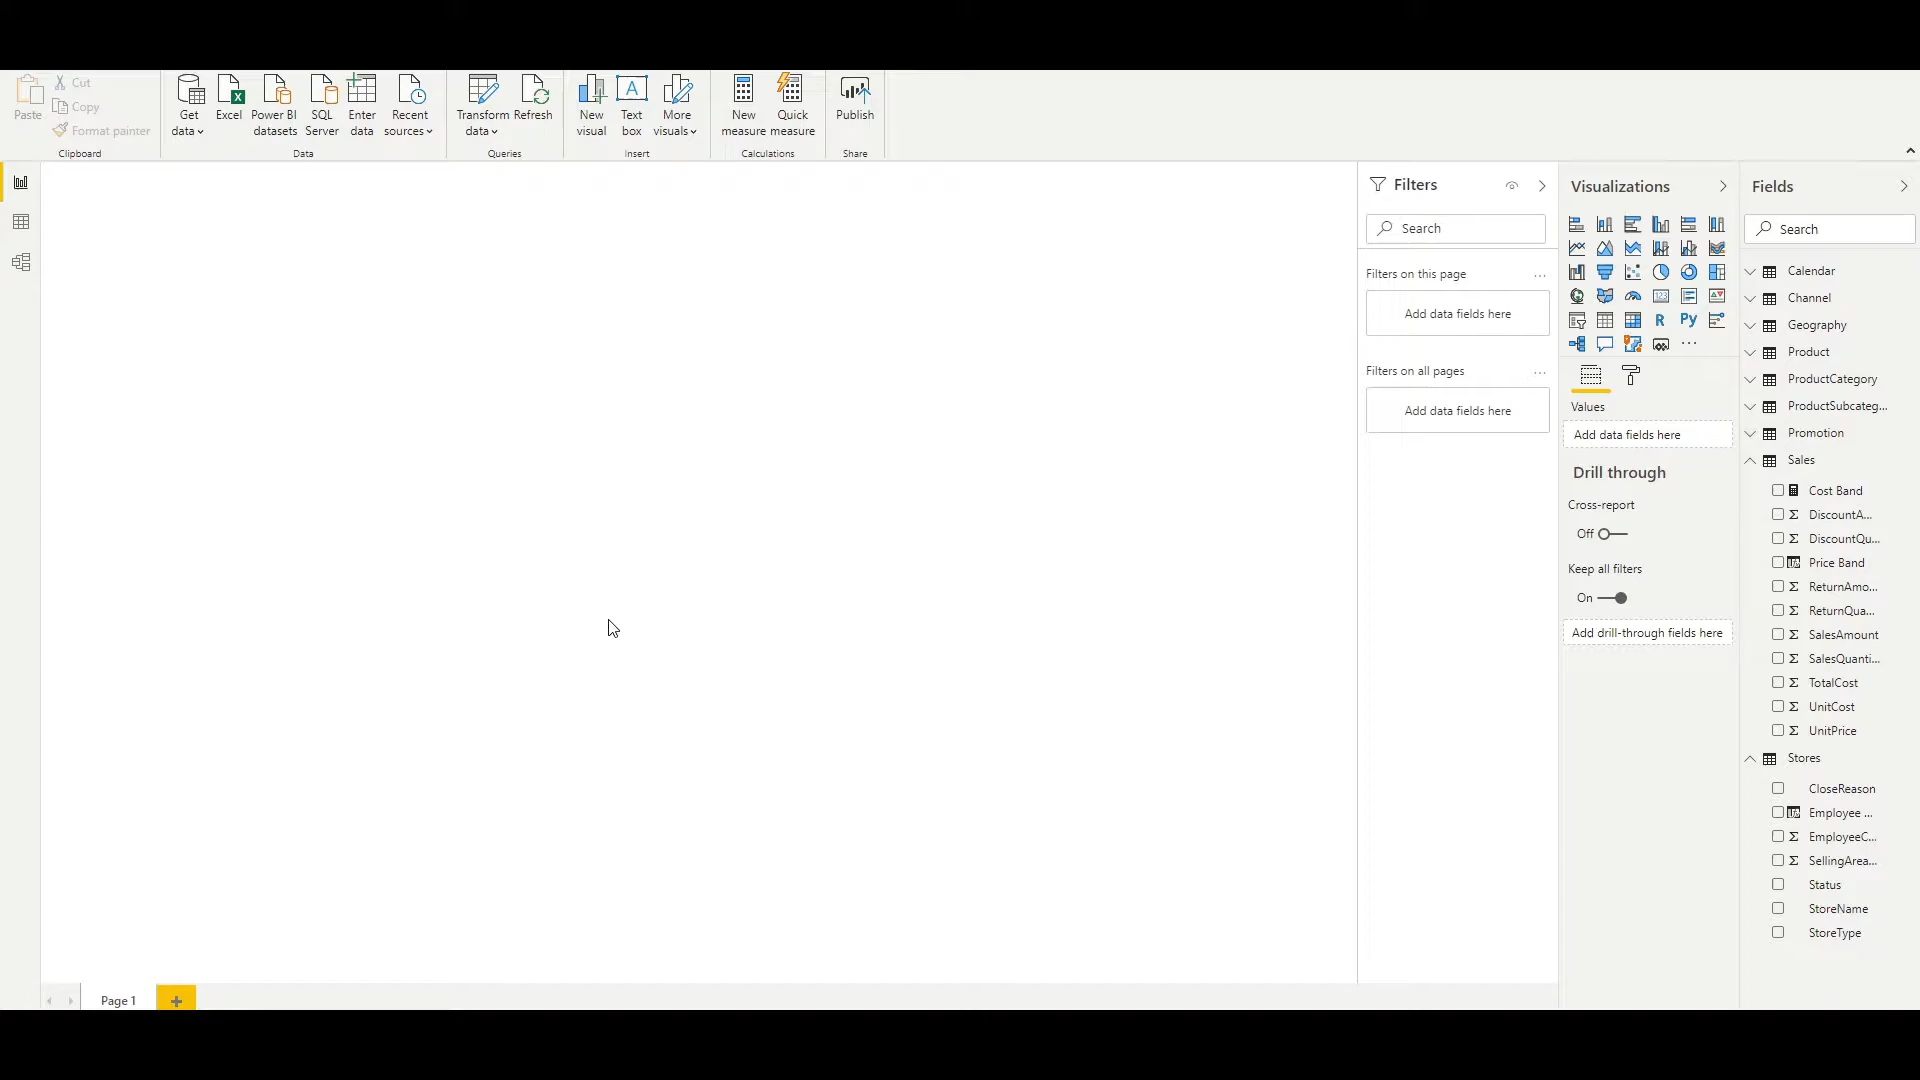 Paste
Cut
Copy
Format painter
Clipboard
Get data
Excel
Power BI datasets
SQL Server
Enter data
Recent sources
Data
Transform data
Refresh
Queries
New visual
A
Text box
More visuals
Insert
New measure
Quick measure
Calculations
Publish
Share
Filters
Search
Filters on this page
...
Add data fields here
Filters on all pages
...
Add data fields here
Visualizations
123
R
Py
...
Values
Add data fields here
Drill through
Cross-report
Off
Keep all filters
On
Add drill-through fields here
Fields
Search
Calendar
Channel
Geography
Product
ProductCategory
ProductSubcateg...
Promotion
Sales
Cost Band
Σ DiscountA...
Σ DiscountQu...
Price Band
Σ ReturnAmo...
Σ ReturnQua...
Σ SalesAmount
Σ SalesQuanti...
Σ TotalCost
Σ UnitCost
Σ UnitPrice
Stores
CloseReason
Employee ...
Σ EmployeeC...
Σ SellingArea...
Status
StoreName
StoreType
Page 1
+